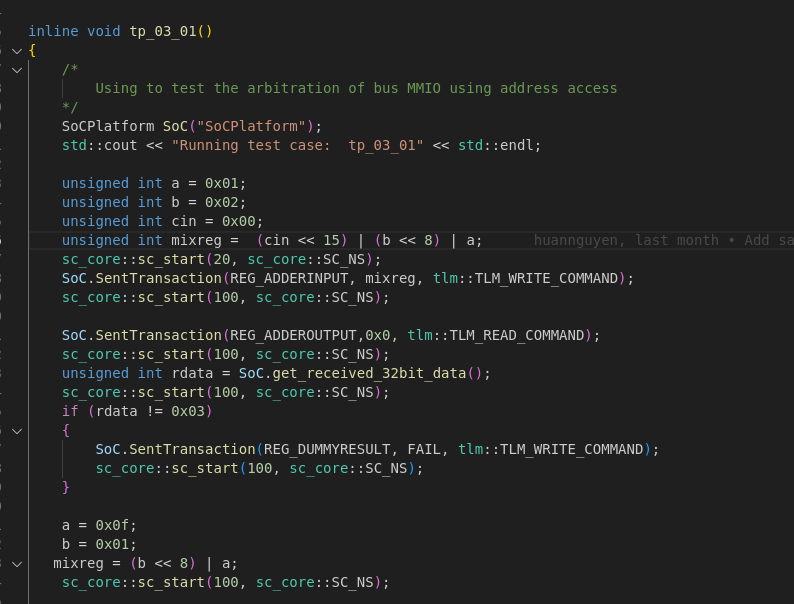 inline void tp_03_01()
{
    /*
        Using to test the arbitration of bus MMIO using address access
    */
    SoCPlatform SoC("SoCPlatform");
    std::cout << "Running test case:  tp_03_01" << std::endl;

    unsigned int a = 0x01;
    unsigned int b = 0x02;
    unsigned int cin = 0x00;
    unsigned int mixreg =  (cin << 15) | (b << 8) | a;      huannguyen, last month • Add sa
    sc_core::sc_start(20, sc_core::SC_NS);
    SoC.SentTransaction(REG_ADDERINPUT, mixreg, tlm::TLM_WRITE_COMMAND);
    sc_core::sc_start(100, sc_core::SC_NS);

    SoC.SentTransaction(REG_ADDEROUTPUT,0x0, tlm::TLM_READ_COMMAND);
    sc_core::sc_start(100, sc_core::SC_NS);
    unsigned int rdata = SoC.get_received_32bit_data();
    sc_core::sc_start(100, sc_core::SC_NS);
    if (rdata != 0x03)
    {
        SoC.SentTransaction(REG_DUMMYRESULT, FAIL, tlm::TLM_WRITE_COMMAND);
        sc_core::sc_start(100, sc_core::SC_NS);
    }

    a = 0x0f;
    b = 0x01;
   mixreg = (b << 8) | a;
    sc_core::sc_start(100, sc_core::SC_NS);